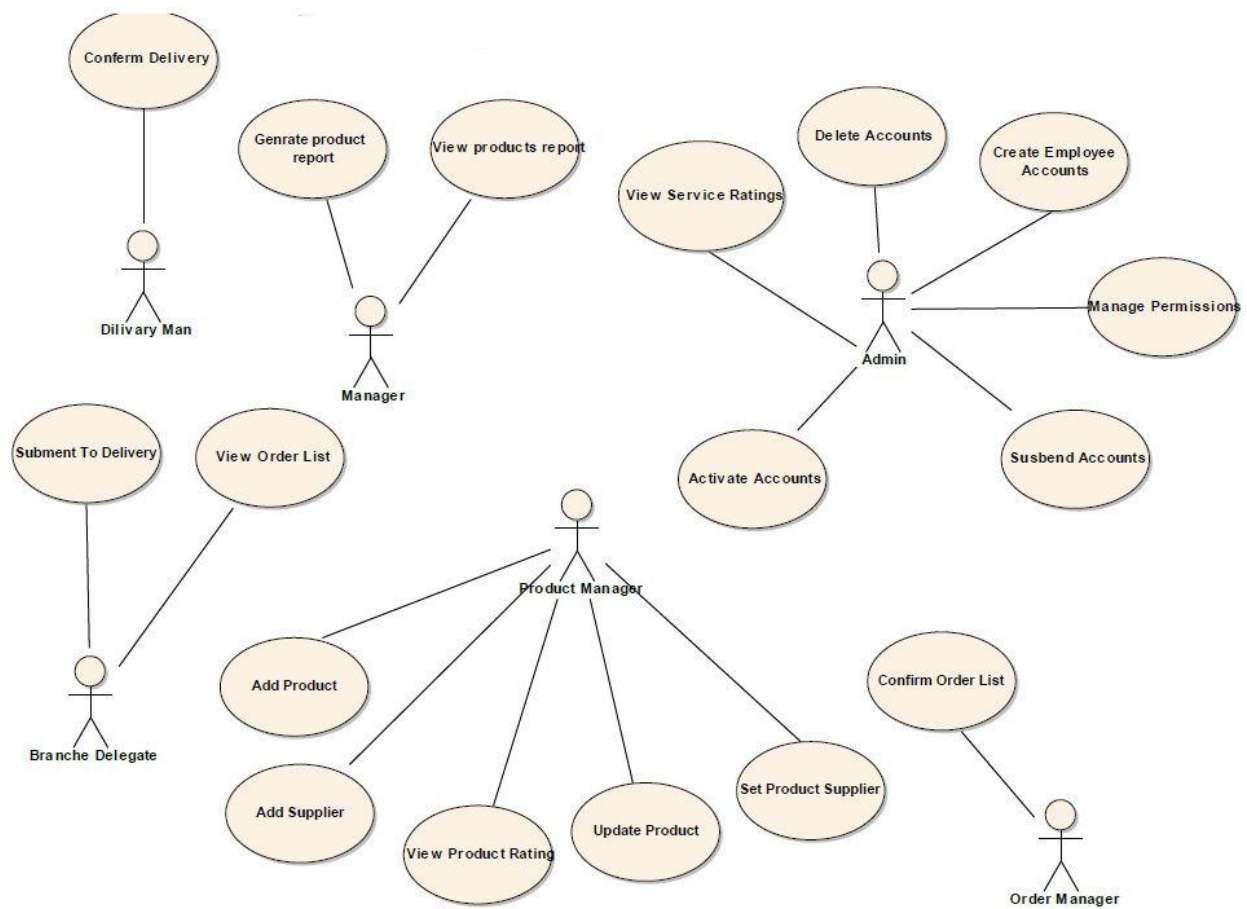 Conferm Delivery
Genrate product
report
View products report
Delete Accounts
Create Employee
Accounts
View Service Ratings
Dilivary Man
Manage Permissions
Admin
Manager
Subment To Delivery
View Order List
Activate Accounts
Susbend Accounts
Product Manager
Add Product
Confirm Order List
Branche Delegate
Add Supplier
View Product Rating
Update Product
Set Product Supplier
Order Manager